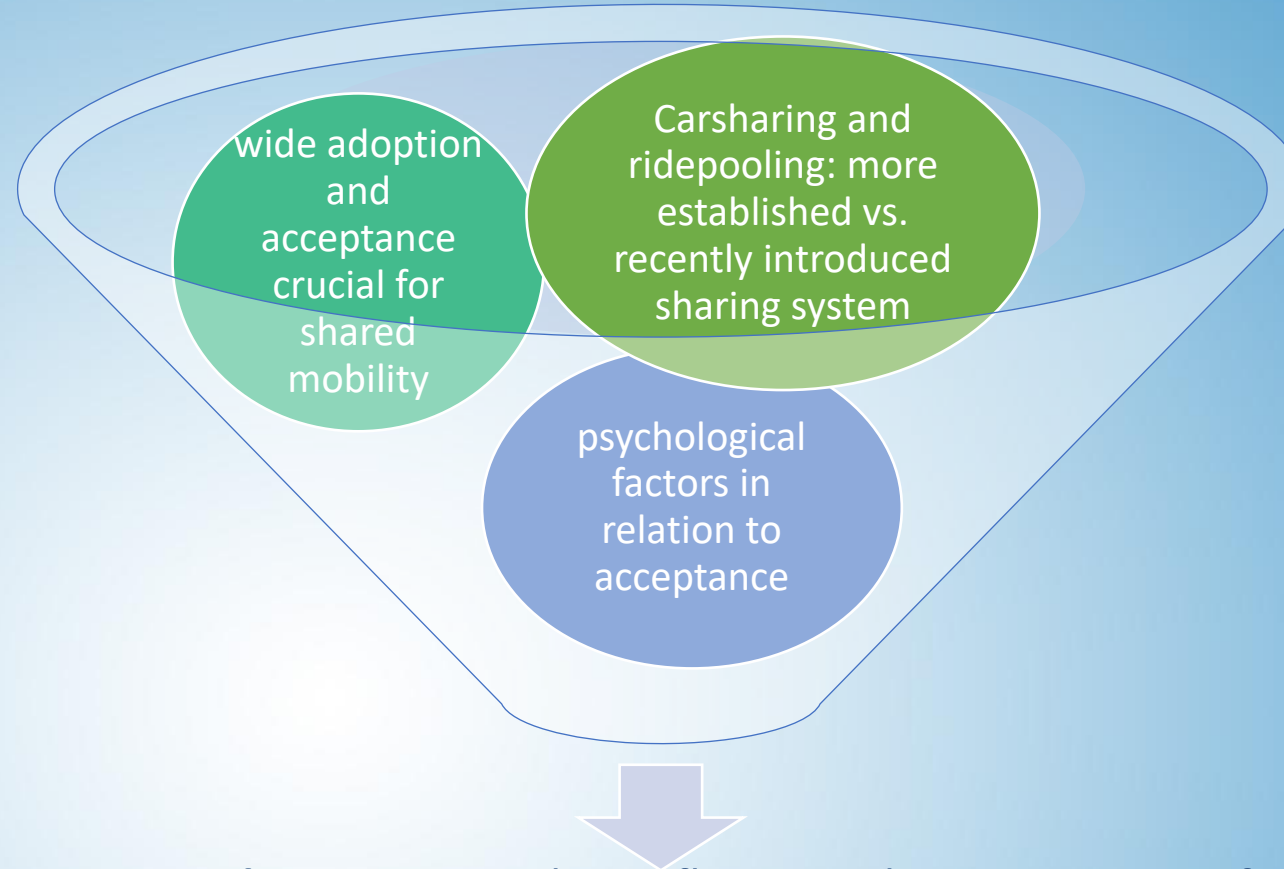 wide adoption
and
acceptance
crucial for
shared
mobility
Carsharing and
ridepooling: more
established vs.
recently introduced
sharing system
psychological
factors in
relation to
acceptance